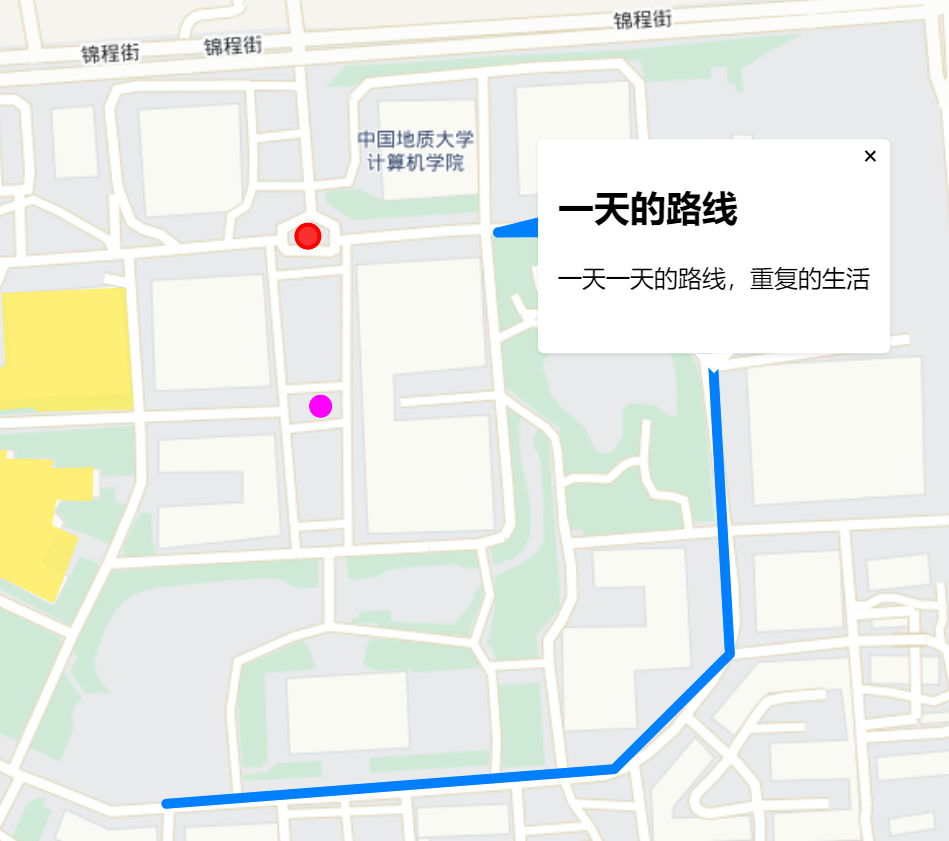 锦程街
锦程街
锦程街
中国地质大学
计算机学院
×
一天的路线
一天一天的路线，重复的生活